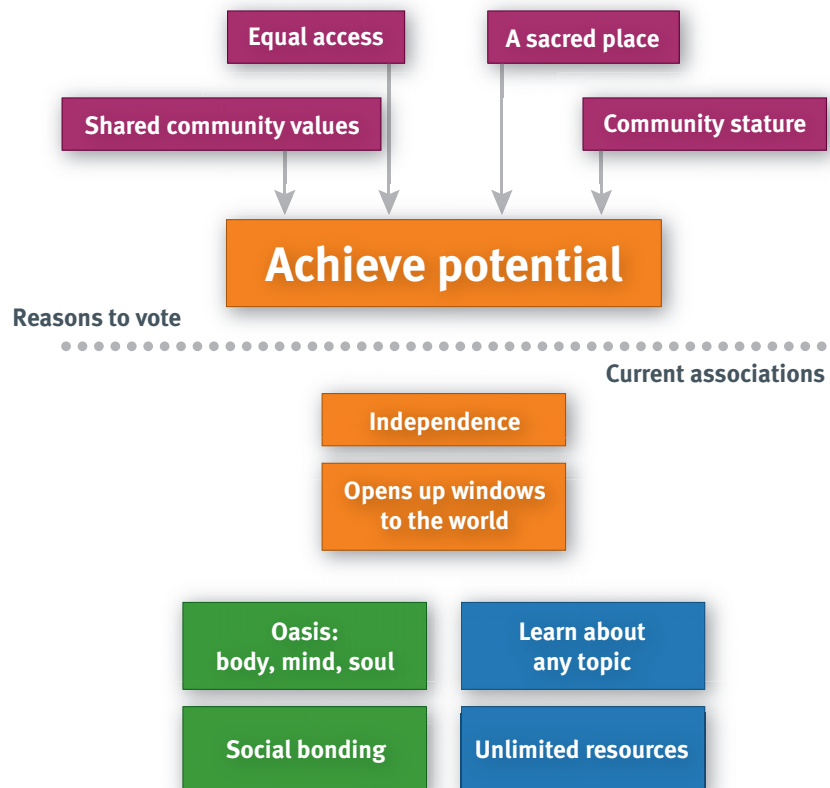 Equal access
A sacred place
Shared community values
Community stature
Achieve potential
Reasons to vote
Current associations
Independence
Opens up windows
to the world
Oasis:
body, mind, soul
Learn about
any topic
Social bonding
Unlimited resources